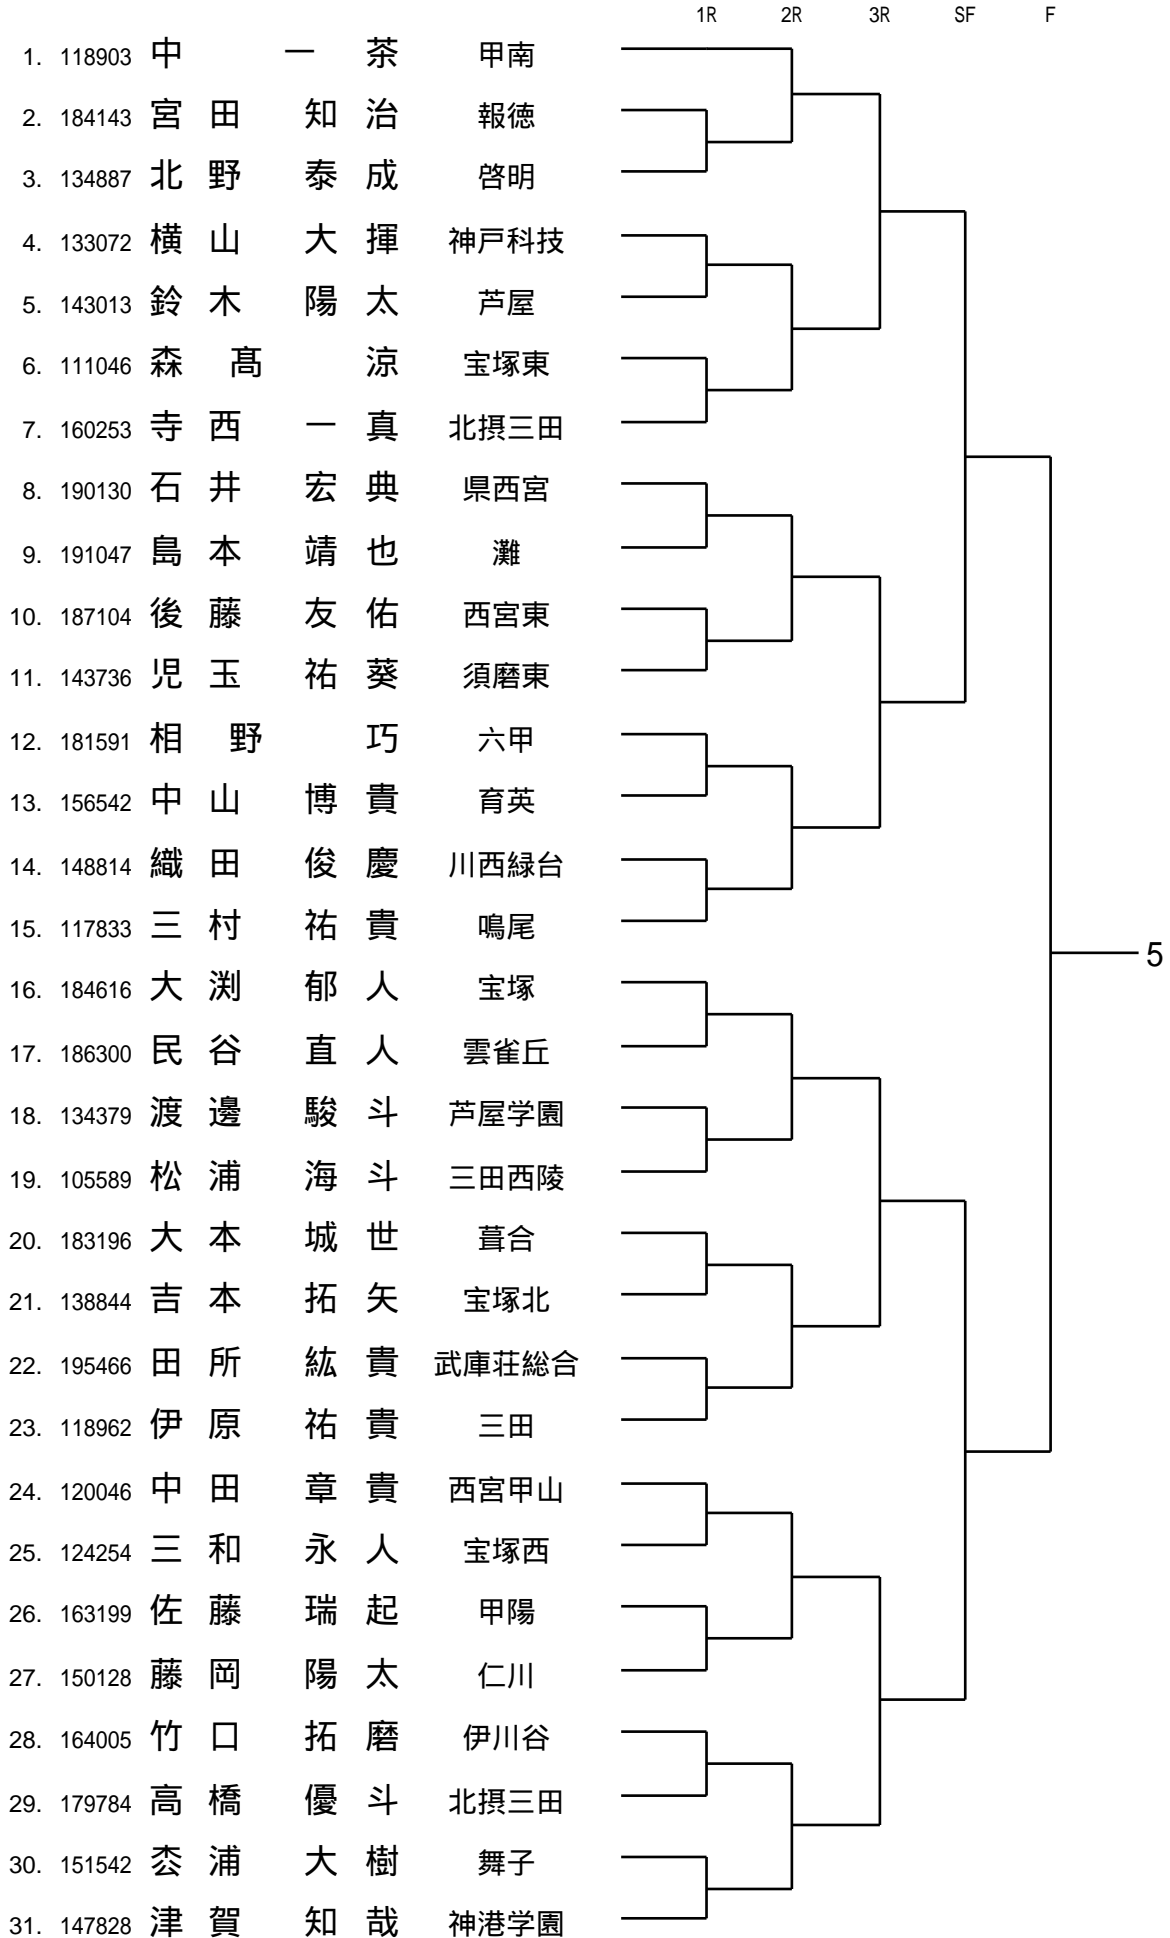 1R 2R 3R SF F
1. 118903 中 一 茶 甲南
2. 184143 宮 田 知 治 報徳
3. 134887 北 野 泰 成 啓明
4. 133072 横 山 大 揮 神戸科技
5. 143013 鈴 木 陽 太 芦屋
6. 111046 森 髙 涼 宝塚東
7. 160253 寺 西 一 真 北摂三田
8. 190130 石 井 宏 典 県西宮
9. 191047 島 本 靖 也 灘
10. 187104 後 藤 友 佑 西宮東
11. 143736 児 玉 祐 葵 須磨東
12. 181591 相 野 巧 六甲
13. 156542 中 山 博 貴 育英
14. 148814 織 田 俊 慶 川西緑台
15. 117833 三 村 祐 貴 鳴尾
5
16. 184616 大 渕 郁 人 宝塚
17. 186300 民 谷 直 人 雲雀丘
18. 134379 渡 邊 駿 斗 芦屋学園
19. 105589 松 浦 海 斗 三田西陵
20. 183196 大 本 城 世 葺合
21. 138844 吉 本 拓 矢 宝塚北
22. 195466 田 所 紘 貴 武庫荘総合
23. 118962 伊 原 祐 貴 三田
24. 120046 中 田 章 貴 西宮甲山
25. 124254 三 和 永 人 宝塚西
26. 163199 佐 藤 瑞 起 甲陽
27. 150128 藤 岡 陽 太 仁川
28. 164005 竹 口 拓 磨 伊川谷
29. 179784 高 橋 優 斗 北摂三田
30. 151542 枩 浦 大 樹 舞子
31. 147828 津 賀 知 哉 神港学園